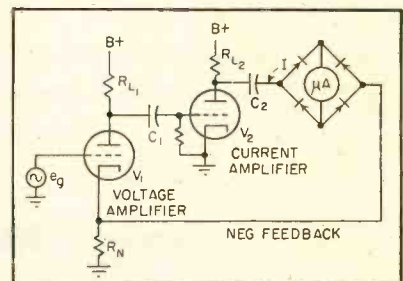 B+
B+
RL1
RL2
I
μA
C1
C2
V1
V2
CURRENT
AMPLIFIER
eg
VOLTAGE
AMPLIFIER
RN
NEG FEEDBACK